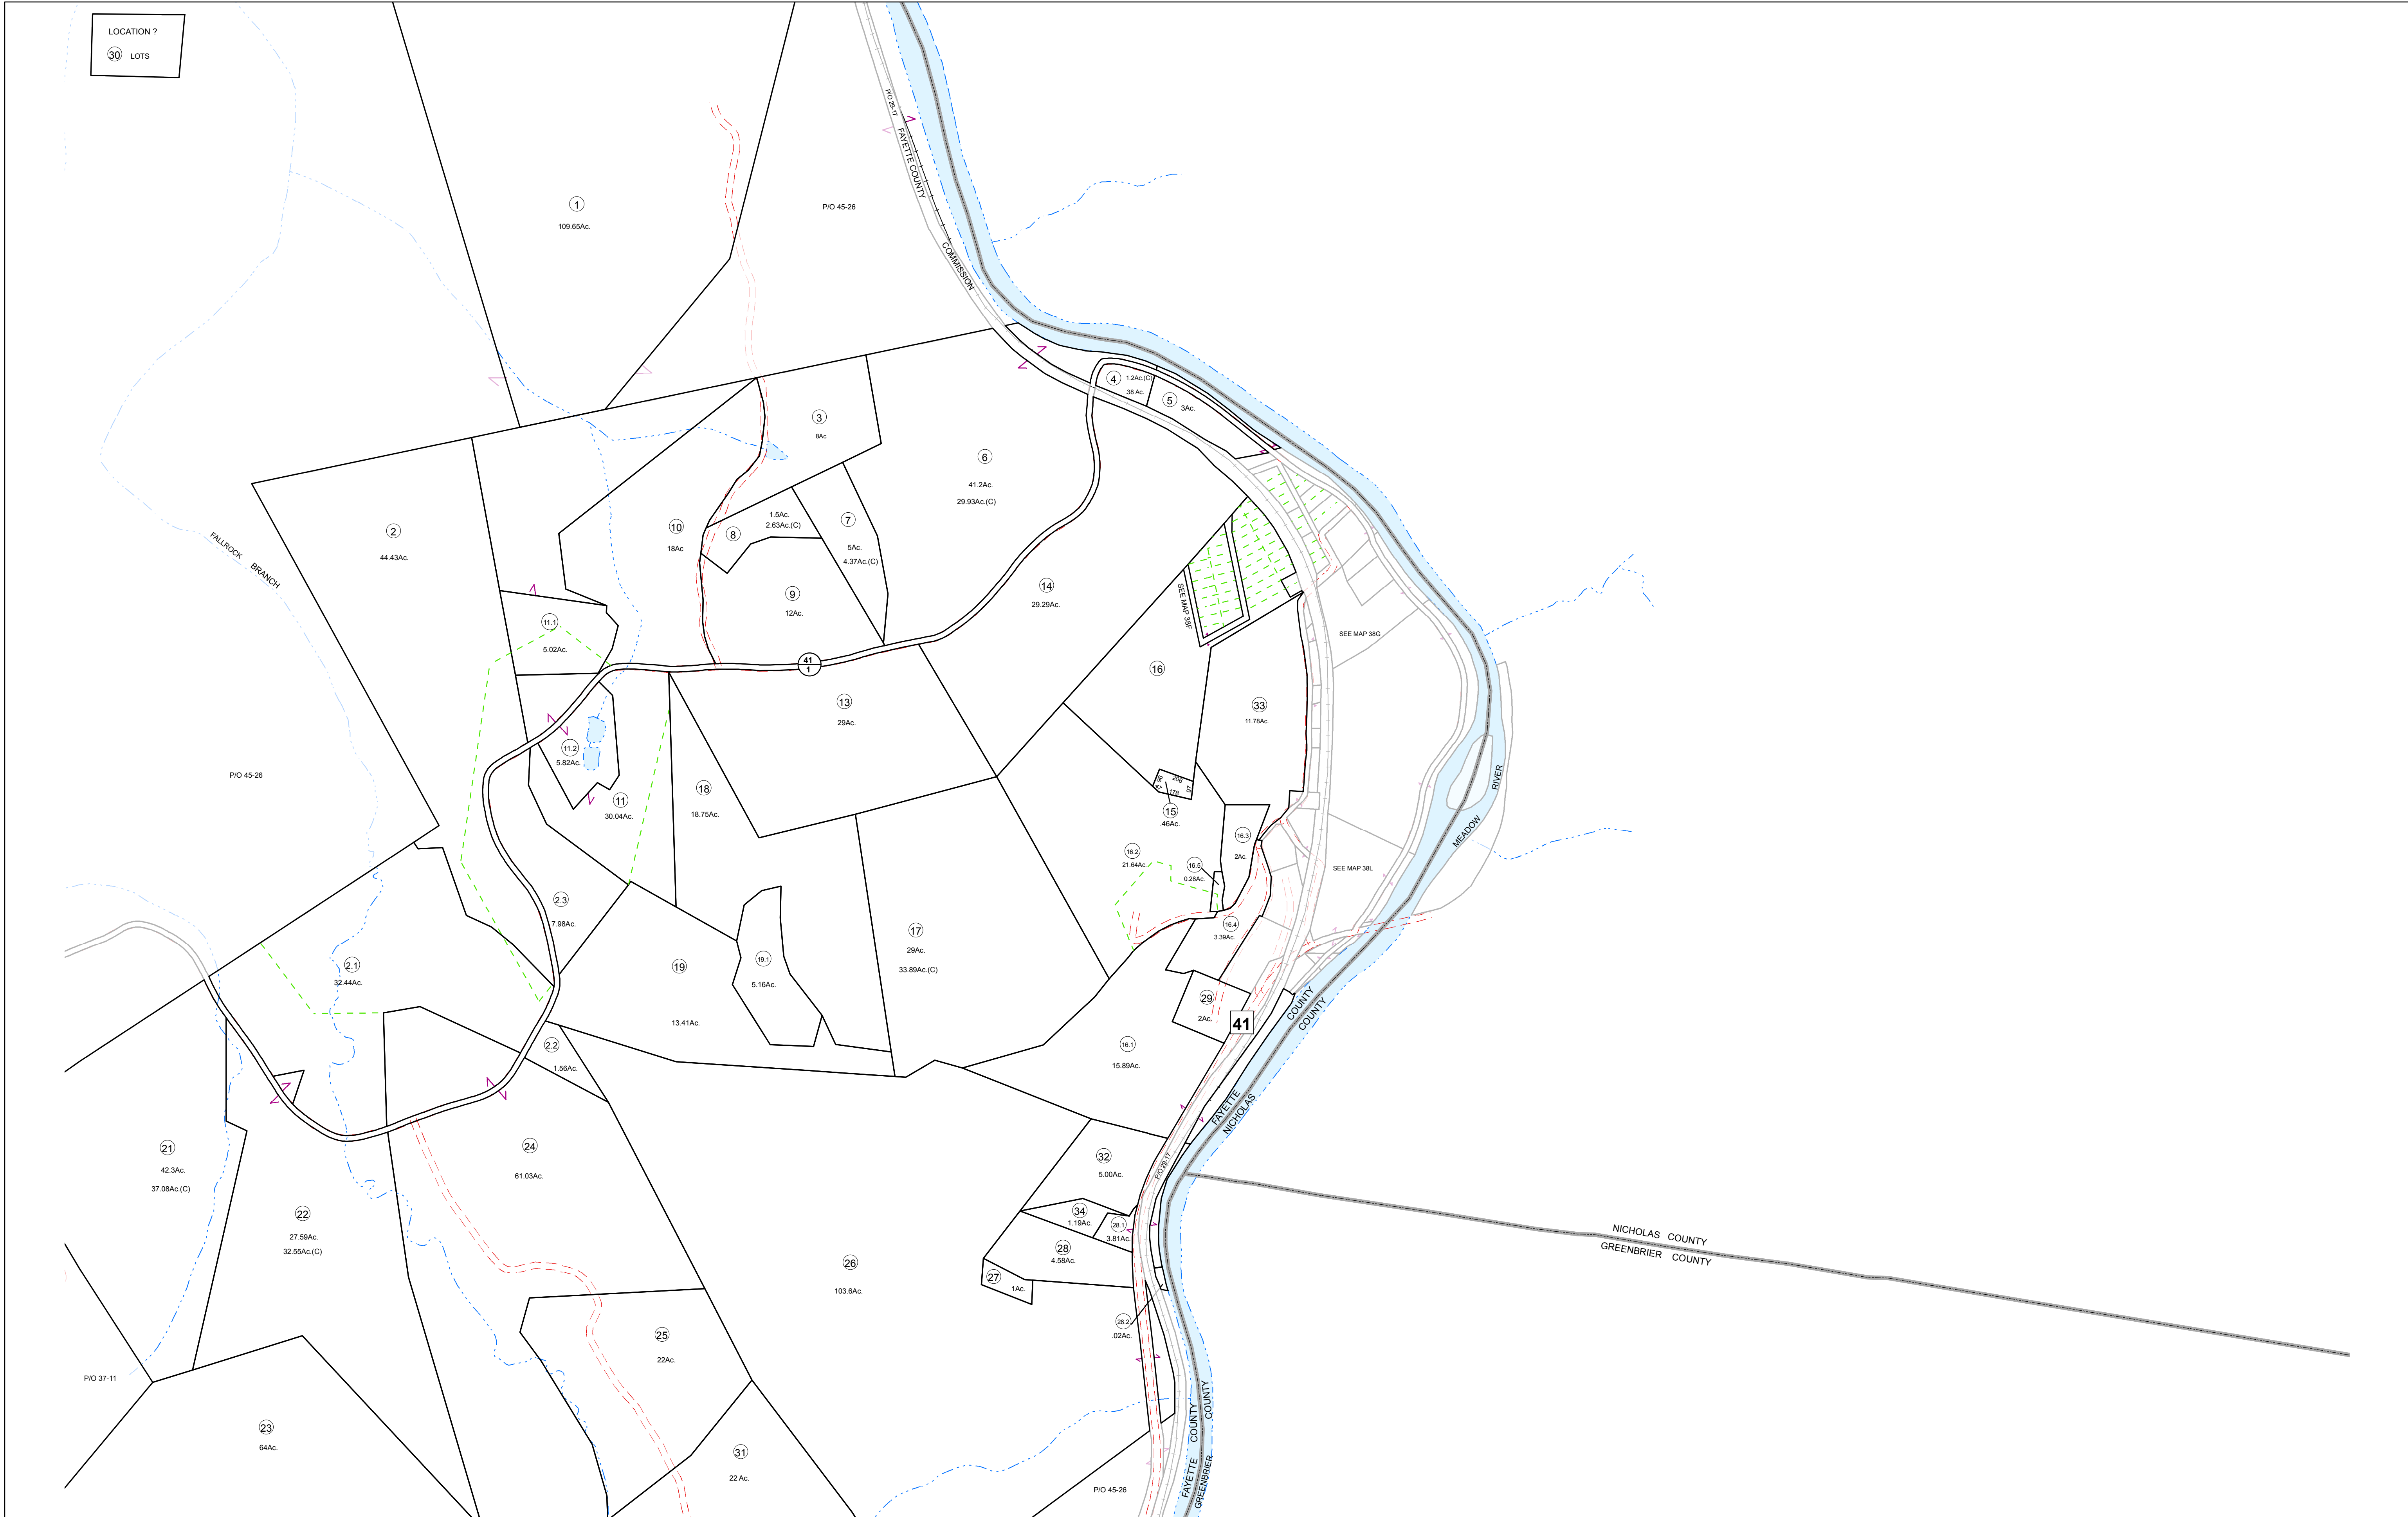 LOCATION ?
30 LOTS
1
109.65Ac.
P/O 45-26
P/O 29-17
FAYETTE COUNTY
COMMISSION
4
1.2Ac.(C)
.38 Ac.
5
3Ac.
3
8Ac
6
41.2Ac.
29.93Ac.(C)
2
44.43Ac.
FALLROCK BRANCH
10
18Ac
8
1.5Ac.
2.63Ac.(C)
7
5Ac.
4.37Ac.(C)
9
12Ac.
14
29.29Ac.
SEE MAP 38F
SEE MAP 38G
11.1
5.02Ac.
41
1
16
13
29Ac.
33
11.78Ac.
11.2
5.82Ac.
P/O 45-26
18
18.75Ac.
11
30.04Ac.
96
206
47
178
97
15
.46Ac.
RIVER
MEADOW
16.3
2Ac.
16.2
21.64Ac.
16.5
0.28Ac.
SEE MAP 38L
2.3
7.98Ac.
16.4
3.39Ac.
17
29Ac.
33.89Ac.(C)
2.1
32.44Ac.
19
13.41Ac.
19.1
5.16Ac.
29
2Ac.
41
COUNTY
COUNTY
2.2
1.56Ac.
16.1
15.89Ac.
FAYETTE
NICHOLAS
21
42.3Ac.
37.08Ac.(C)
24
61.03Ac.
32
5.00Ac.
P/O 29-17
22
27.59Ac.
32.55Ac.(C)
34
1.19Ac.
28.1
3.81Ac.
NICHOLAS COUNTY
GREENBRIER COUNTY
28
4.58Ac.
26
103.6Ac.
27
1Ac.
28.2
.02Ac.
25
22Ac.
P/O 37-11
23
64Ac.
31
22 Ac.
P/O 45-26
FAYETTE COUNTY
GREENBRIER COUNTY